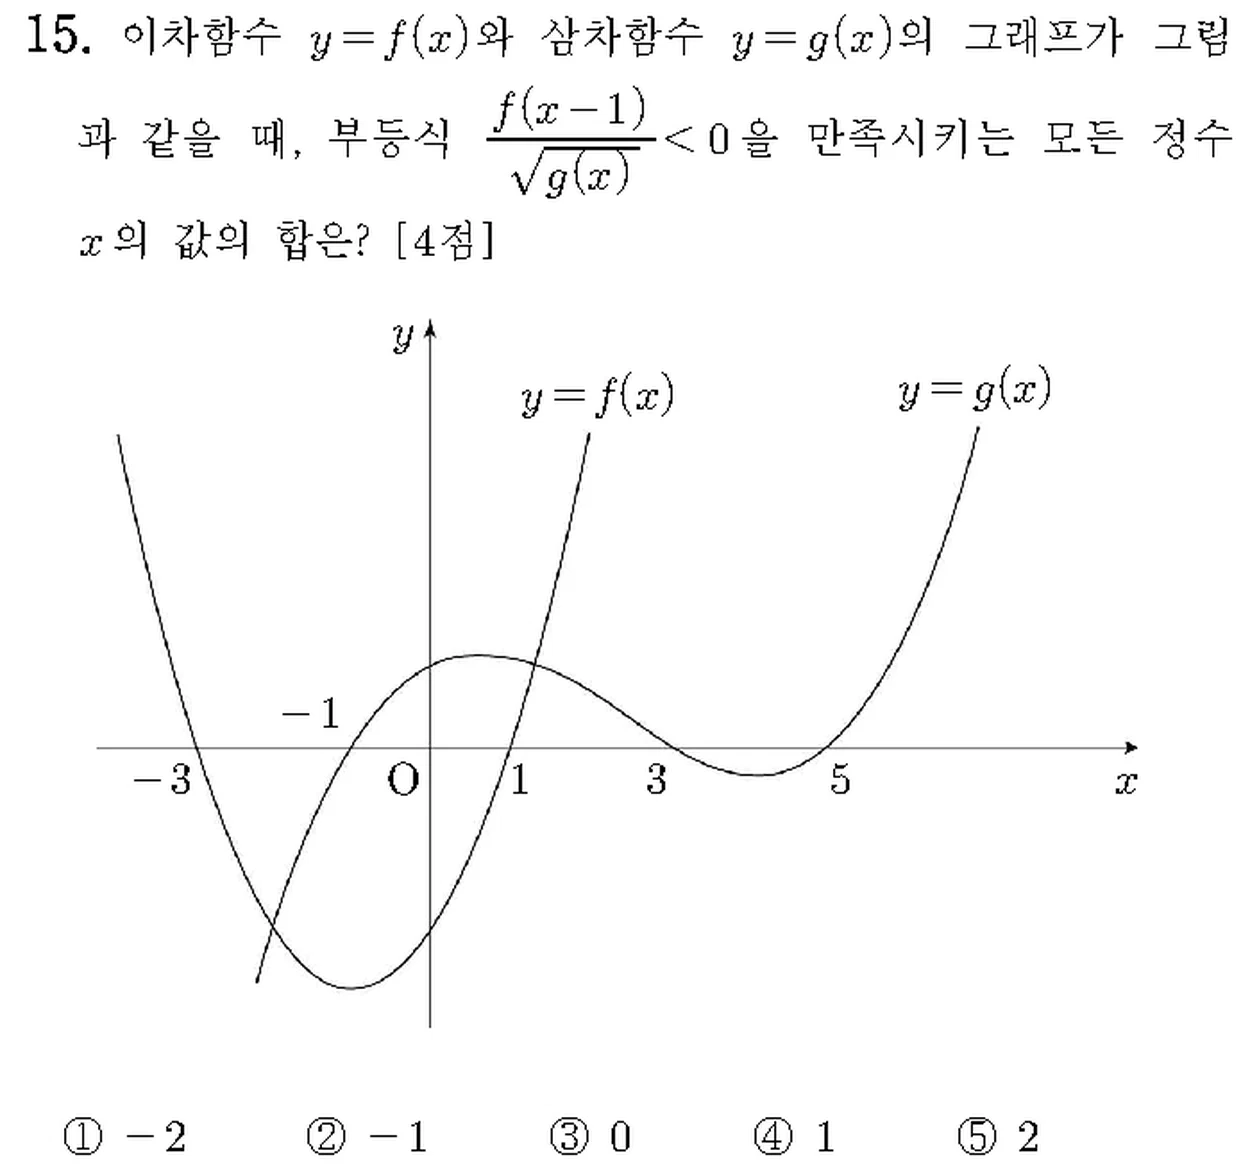 15. 이차함수 y=f(x)와 삼차함수 y=g(x)의 그래프가 그림
과 같을 때, 부등식 f(x-1)/√g(x) < 0을 만족시키는 모든 정수
x의 값의 합은? [4점]
y
y=f(x)
y=g(x)
-1
-3
O
1
3
5
x
① -2 ② -1 ③ 0 ④ 1 ⑤ 2